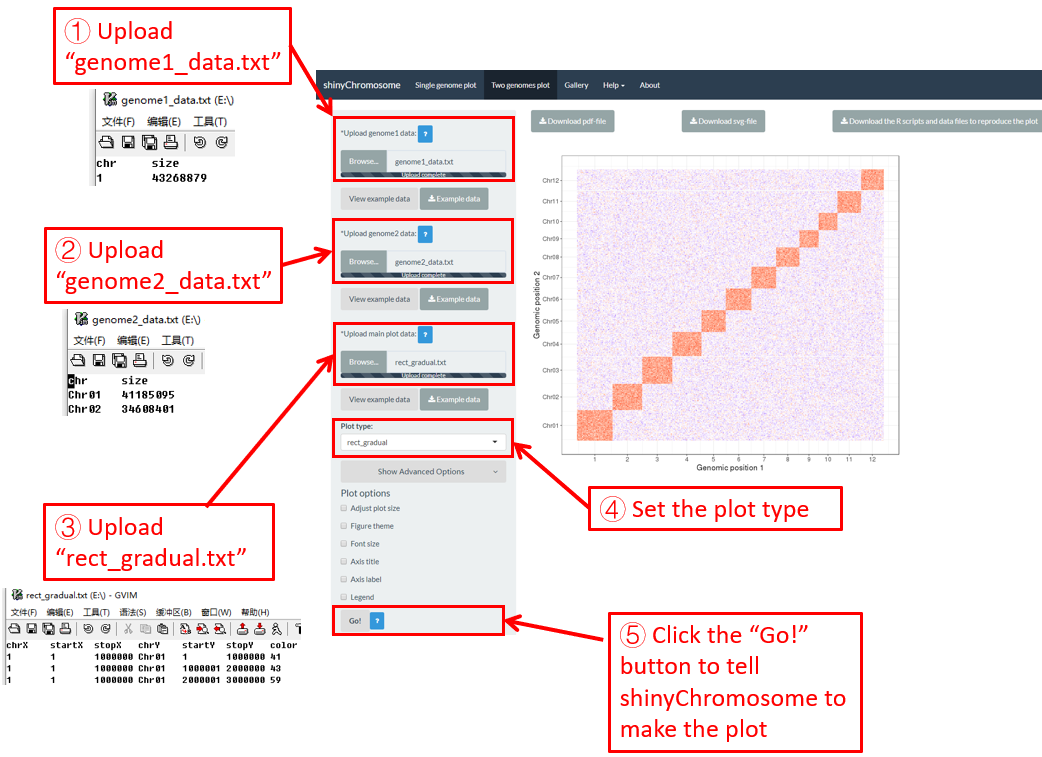 ① Upload
“genome1_data.txt”
genome1_data.txt (E:\)
文件(F) 编辑(E) 工具(T)
chr size
1 43268879
② Upload
“genome2_data.txt”
genome2_data.txt (E:\)
文件(F) 编辑(E) 工具(T)
chr size
Chr01 41185095
Chr02 34608401
③ Upload
“rect_gradual.txt”
rect_gradual.txt (E:\) - GVIM
文件(F) 编辑(E) 工具(T) 语法(S) 缓冲区(B) 窗口(W) 帮助(H)
chrX startX stopX chrY startY stopY color
1 1 1000000 Chr01 1 1000000 41
1 1 1000000 Chr01 1000001 2000000 43
1 1 1000000 Chr01 2000001 3000000 59
shinyChromosome Single genome plot Two genomes plot Gallery Help About
*Upload genome1 data: ?
Browse... genome1_data.txt
Upload complete
View example data Example data
*Upload genome2 data: ?
Browse... genome2_data.txt
Upload complete
View example data Example data
*Upload main plot data: ?
Browse... rect_gradual.txt
Upload complete
View example data Example data
Plot type:
rect_gradual
Show Advanced Options
Plot options
Adjust plot size
Figure theme
Font size
Axis title
Axis label
Legend
Go! ?
Download pdf-file Download svg-file Download the R scripts and data files to reproduce the plot
Genomic position 2
Chr12
Chr11
Chr10
Chr09
Chr08
Chr07
Chr06
Chr05
Chr04
Chr03
Chr02
Chr01
1 2 3 4 5 6 7 8 9 10 11 12
Genomic position 1
④ Set the plot type
⑤ Click the “Go!”
button to tell
shinyChromosome to
make the plot